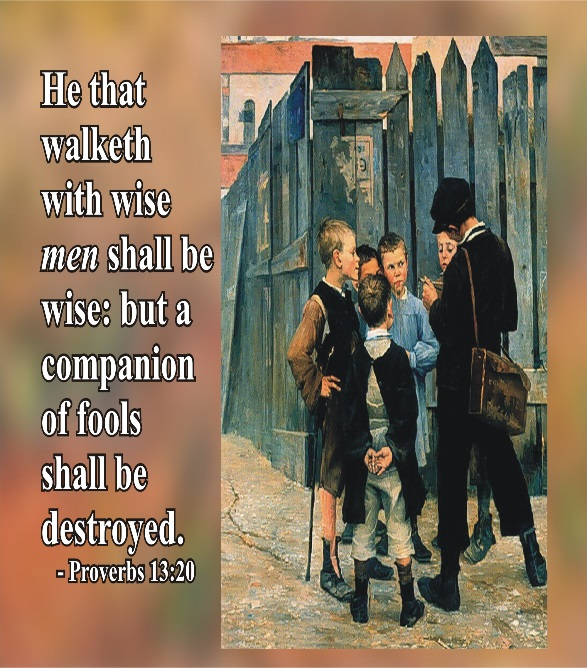 He that
walketh
with wise
men shall be
wise: but a
companion
of fools
shall be
destroyed.
- Proverbs 13:20